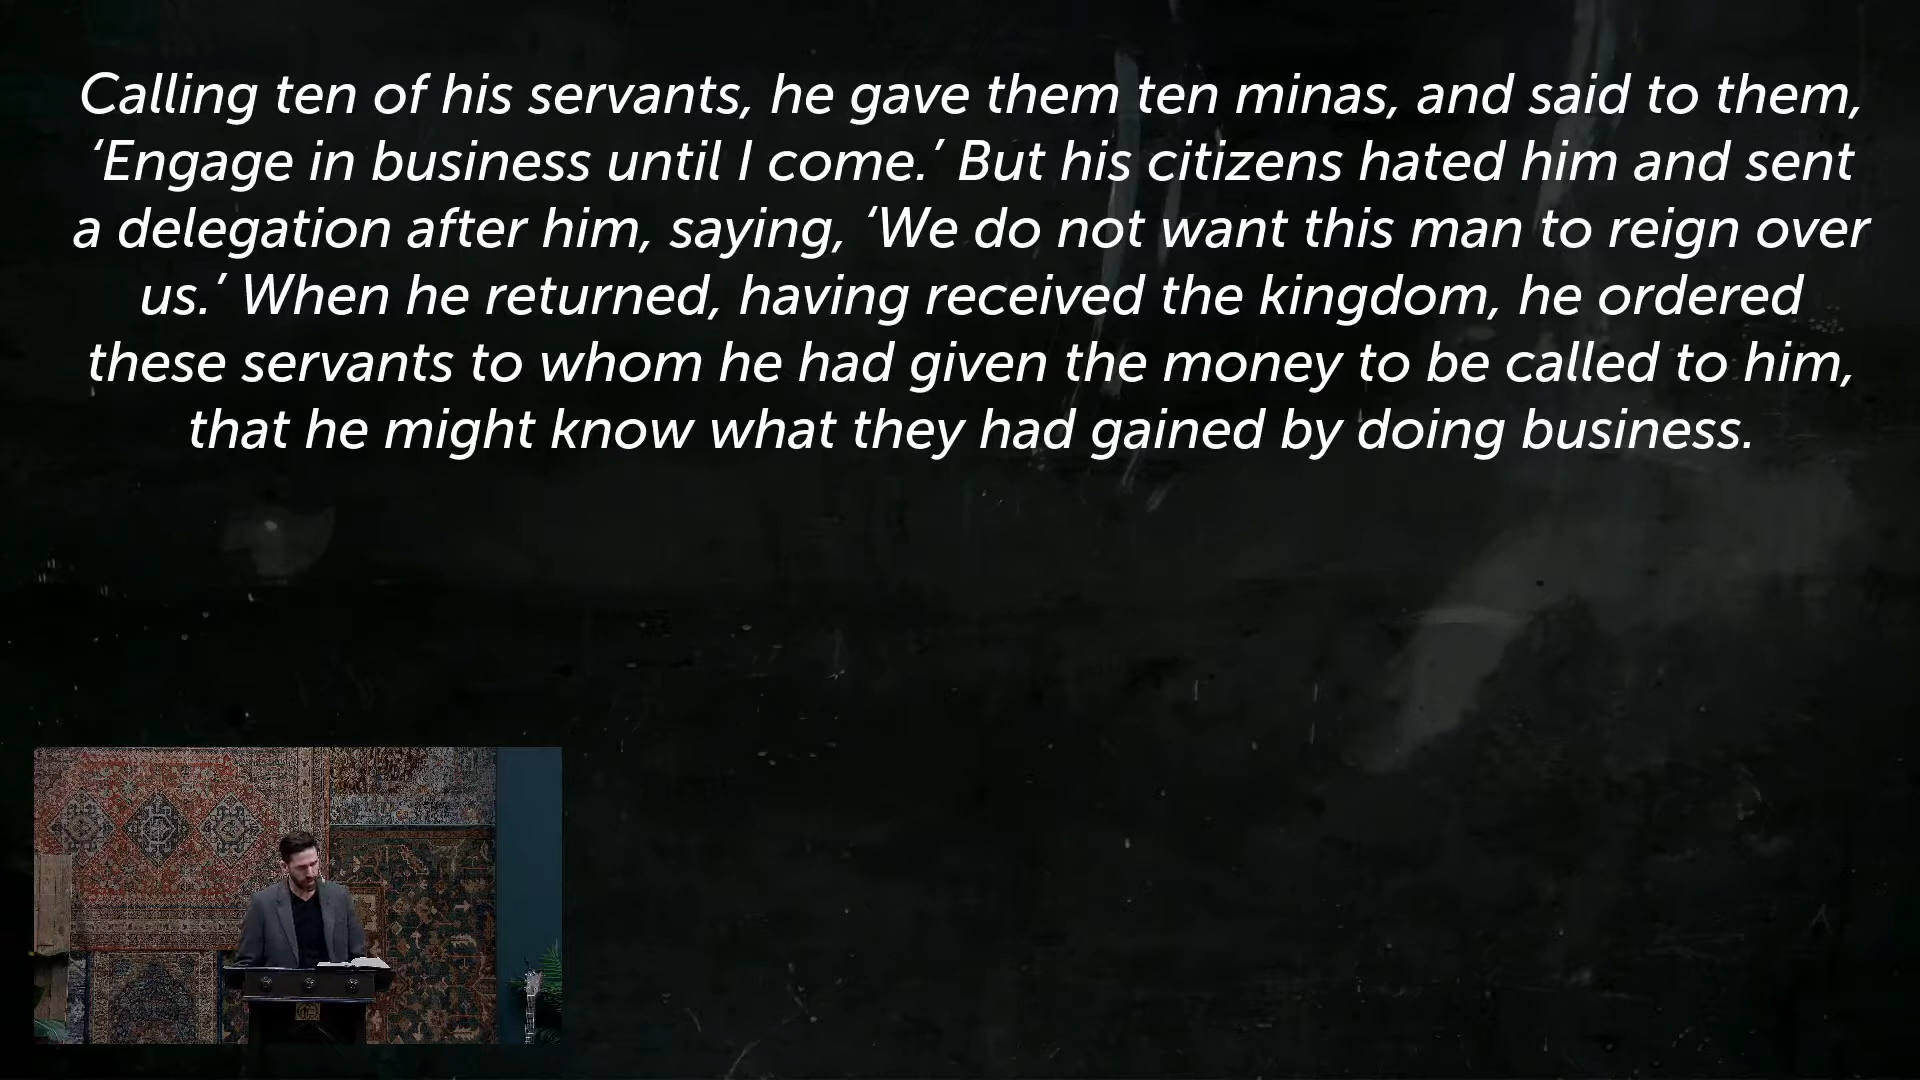 Calling ten of his servants, he gave them ten minas, and said to them,
‘Engage in business until I come.’ But his citizens hated him and sent
a delegation after him, saying, ‘We do not want this man to reign over
us.’ When he returned, having received the kingdom, he ordered
these servants to whom he had given the money to be called to him,
that he might know what they had gained by doing business.